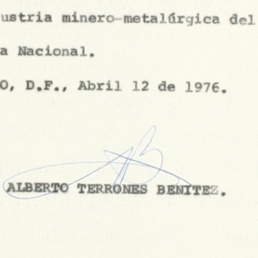 ustria minero-metalúrgica del
a Nacional.
O, D.F., Abril 12 de 1976.
ALBERTO TERRONES BENITEZ.